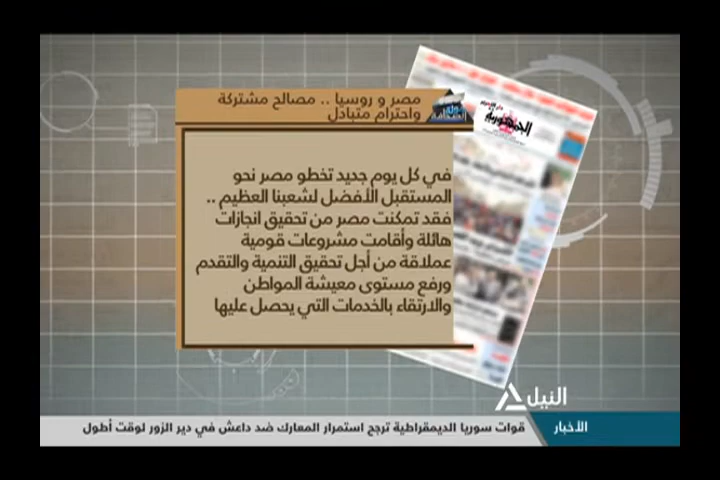 مصر و روسيا .. مصالح مشتركة
واحترام متبادل
الجمهورية
في كل يوم جديد تخطو مصر نحو
المستقبل الأفضل لشعبنا العظيم ..
فقد تمكنت مصر من تحقيق انجازات
هائلة وأقامت مشروعات قومية
عملاقة من أجل تحقيق التنمية والتقدم
ورفع مستوى معيشة المواطن
والارتقاء بالخدمات التي يحصل عليها
النيل
الأخبار
قوات سوريا الديمقراطية ترجح استمرار المعارك ضد داعش في دير الزور لوقت أطول